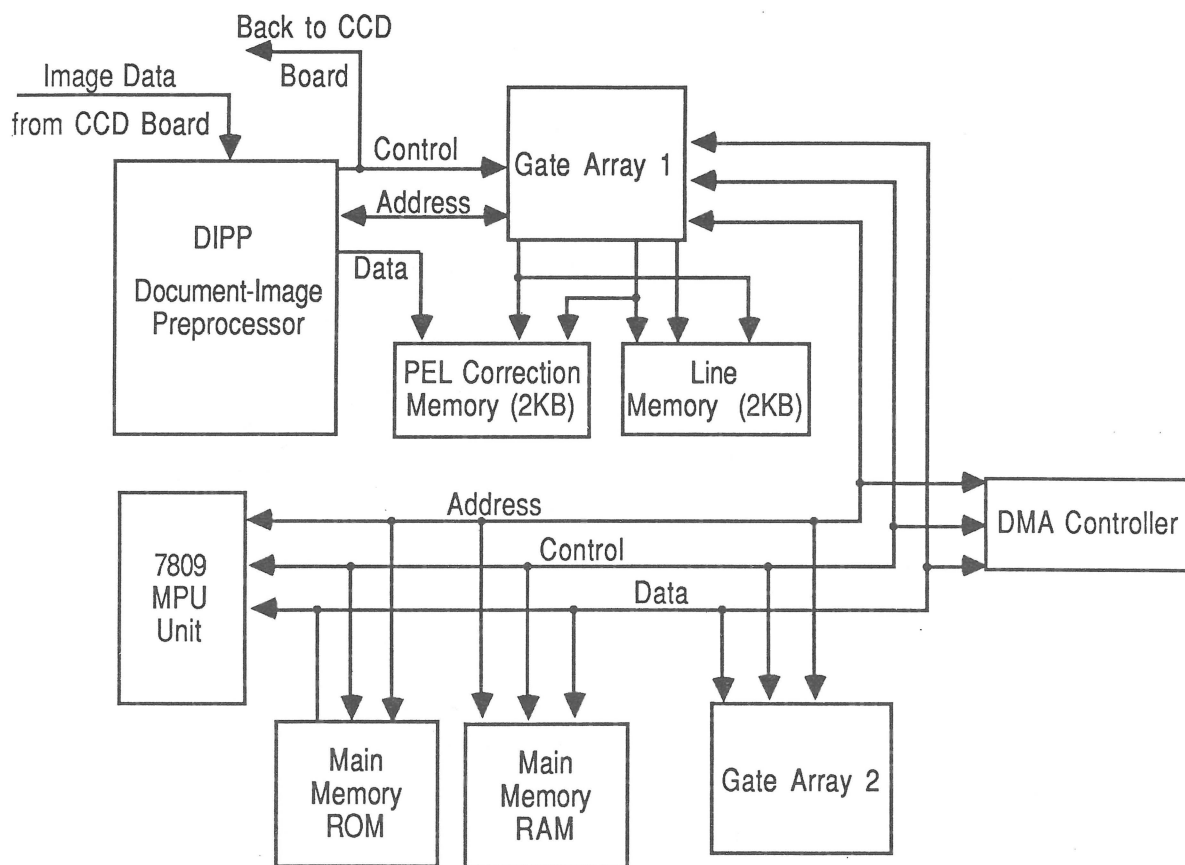 Back to CCD
Board
Image Data
from CCD Board
Control
Address
Data
DIPP
Document-Image
Preprocessor
Gate Array 1
PEL Correction
Memory (2KB)
Line
Memory (2KB)
DMA Controller
7809
MPU
Unit
Address
Control
Data
Main
Memory
ROM
Main
Memory
RAM
Gate Array 2